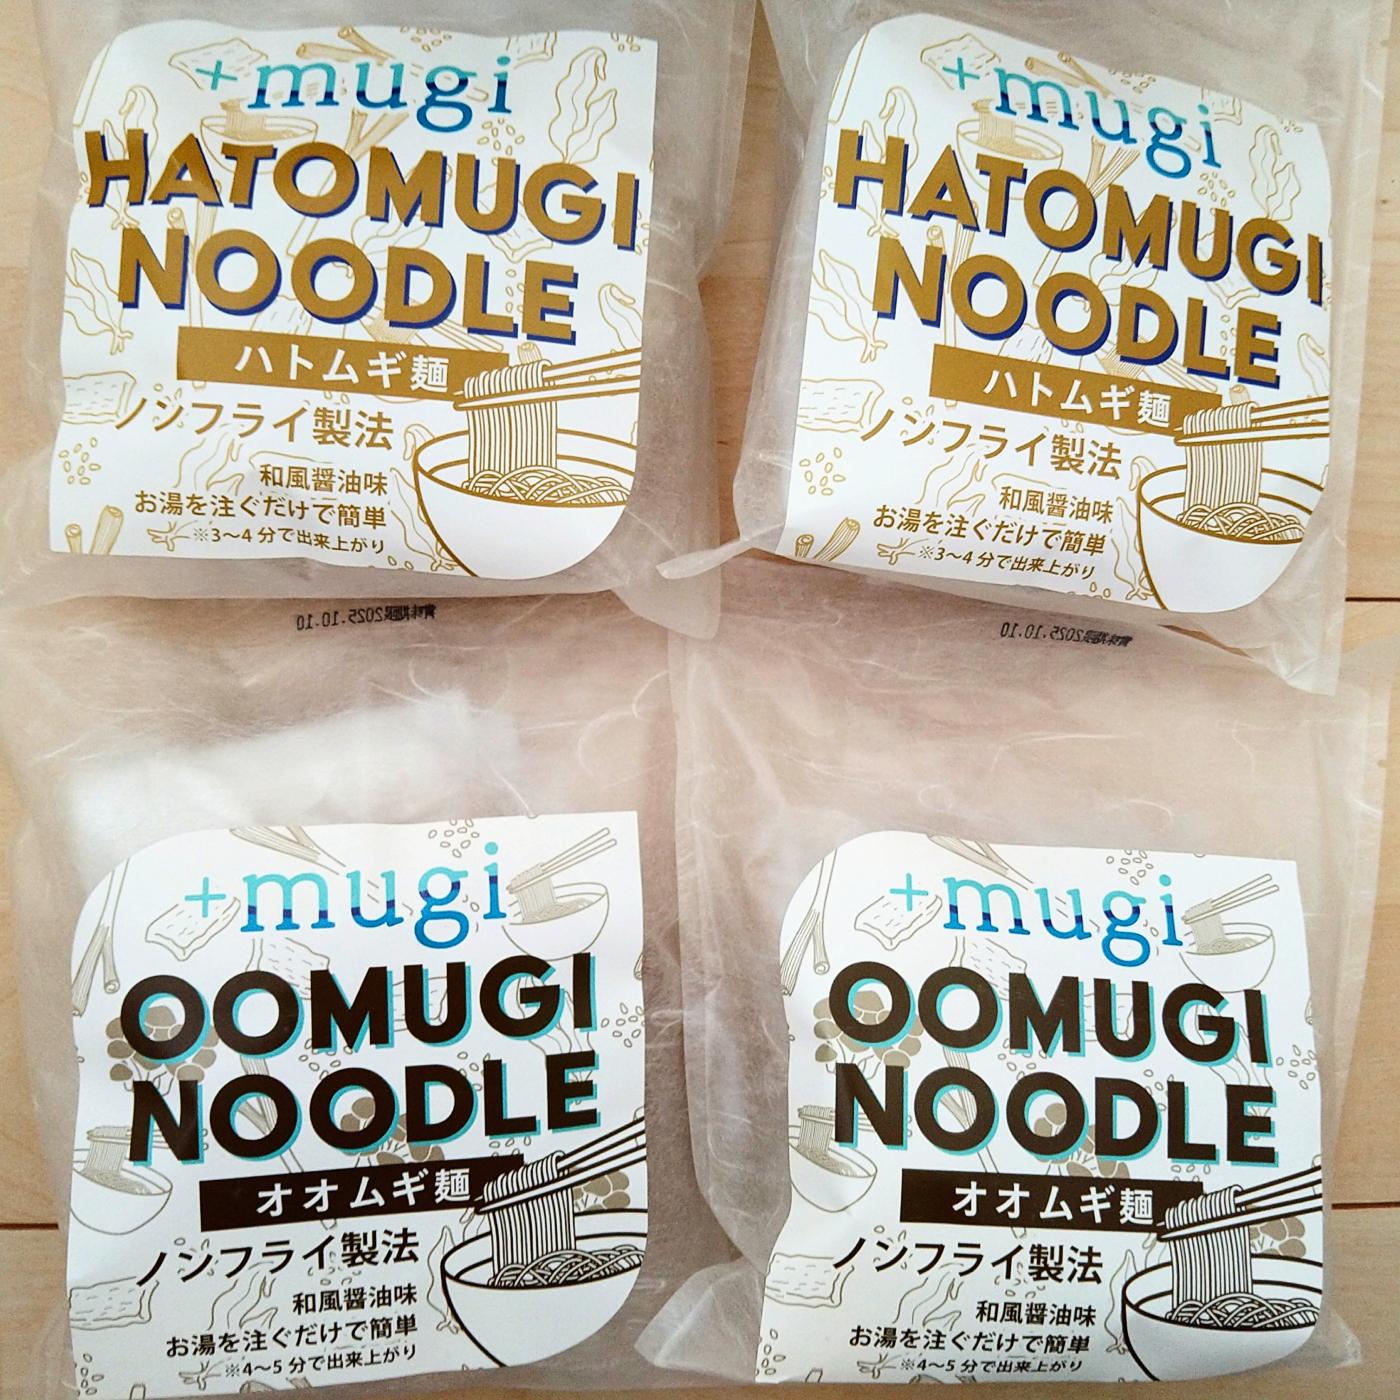 +mugi
HATOMUGI
NOODLE
ハトムギ麺
ノンフライ製法
和風醤油味
お湯を注ぐだけで簡単
※3〜4分で出来上がり
+mugi
HATOMUGI
NOODLE
ハトムギ麺
ノンフライ製法
和風醤油味
お湯を注ぐだけで簡単
※3〜4分で出来上がり
賞味期限2025.10.10
賞味期限2025.10.10
+mugi
OOMUGI
NOODLE
オオムギ麺
ノンフライ製法
和風醤油味
お湯を注ぐだけで簡単
※4〜5分で出来上がり
+mugi
OOMUGI
NOODLE
オオムギ麺
ノンフライ製法
和風醤油味
お湯を注ぐだけで簡単
※4〜5分で出来上がり